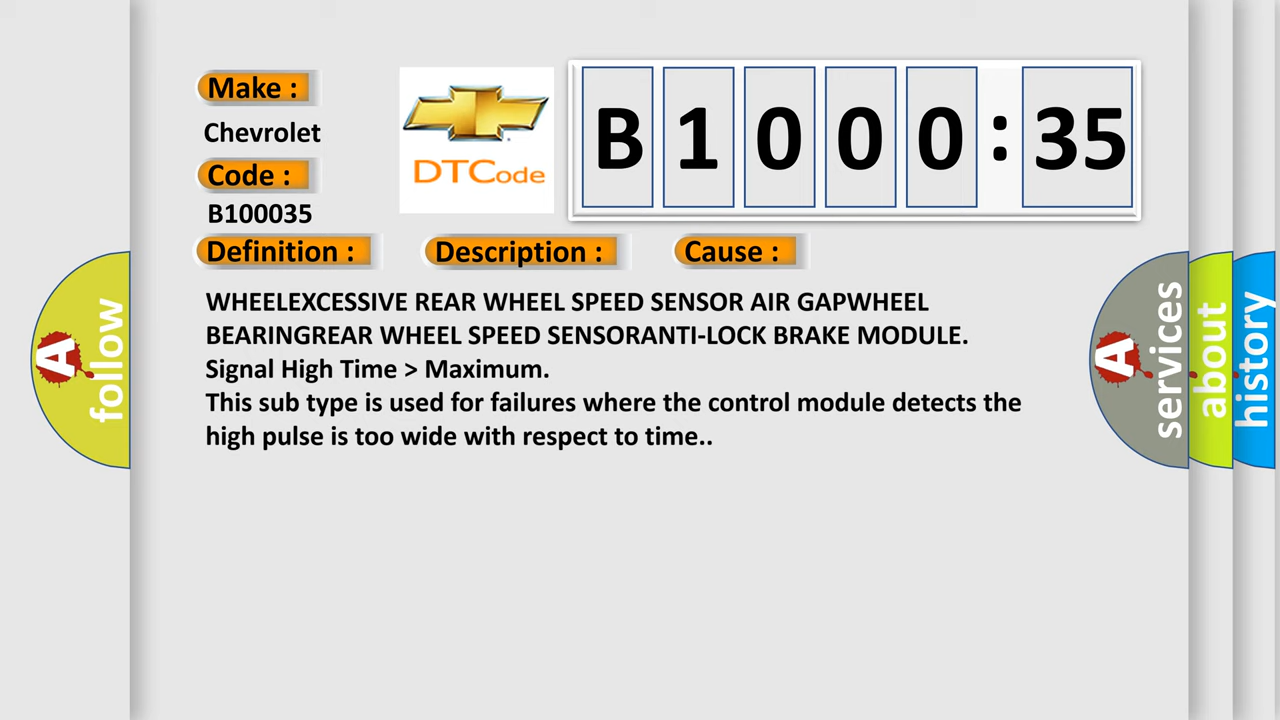 Make :
Chevrolet
Code :
B100035
DTCode
B 1 0 0 0 : 35
Definition :
Description :
Cause :
WHEELEXCESSIVE REAR WHEEL SPEED SENSOR AIR GAPWHEEL
BEARINGREAR WHEEL SPEED SENSORANTI-LOCK BRAKE MODULE.
Signal High Time > Maximum.
This sub type is used for failures where the control module detects the
high pulse is too wide with respect to time..
A
follow
A
services
about
history